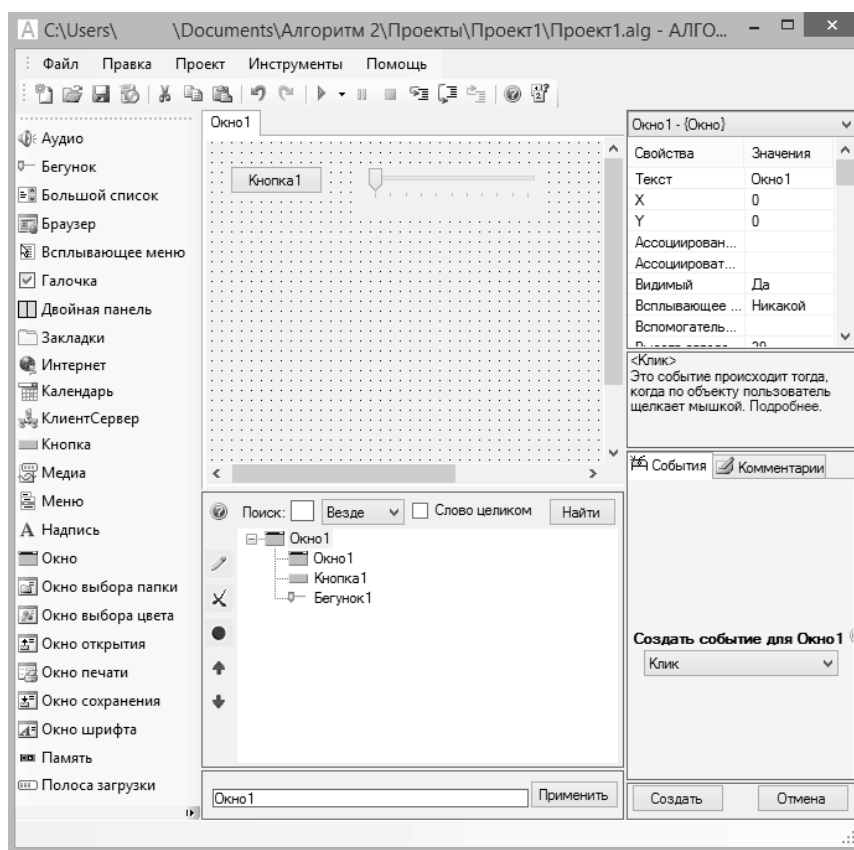 A C:\Users\ \Documents\Алгоритм 2\Проекты\Проект1\Проект1.alg - АЛГО...
Файл Правка Проект Инструменты Помощь
Аудио
Бегунок
Большой список
Браузер
Всплывающее меню
Галочка
Двойная панель
Закладки
Интернет
Календарь
КлиентСервер
Кнопка
Медиа
Меню
A Надпись
Окно
Окно выбора папки
Окно выбора цвета
Окно открытия
Окно печати
Окно сохранения
Окно шрифта
Память
Полоса загрузки
Окно1
Кнопка1
Поиск: Везде Слово целиком Найти
Окно1
Окно1
Кнопка1
Бегунок1
Окно1 Применить
Окно1 - {Окно}
Свойства Значения
Текст Окно1
X 0
Y 0
Ассоциирован...
Ассоциироват...
Видимый Да
Всплывающее ... Никакой
Вспомогатель...
<Клик>
Это событие происходит тогда,
когда по объекту пользователь
щелкает мышкой. Подробнее.
События Комментарии
Создать событие для Окно1
Клик
Создать Отмена